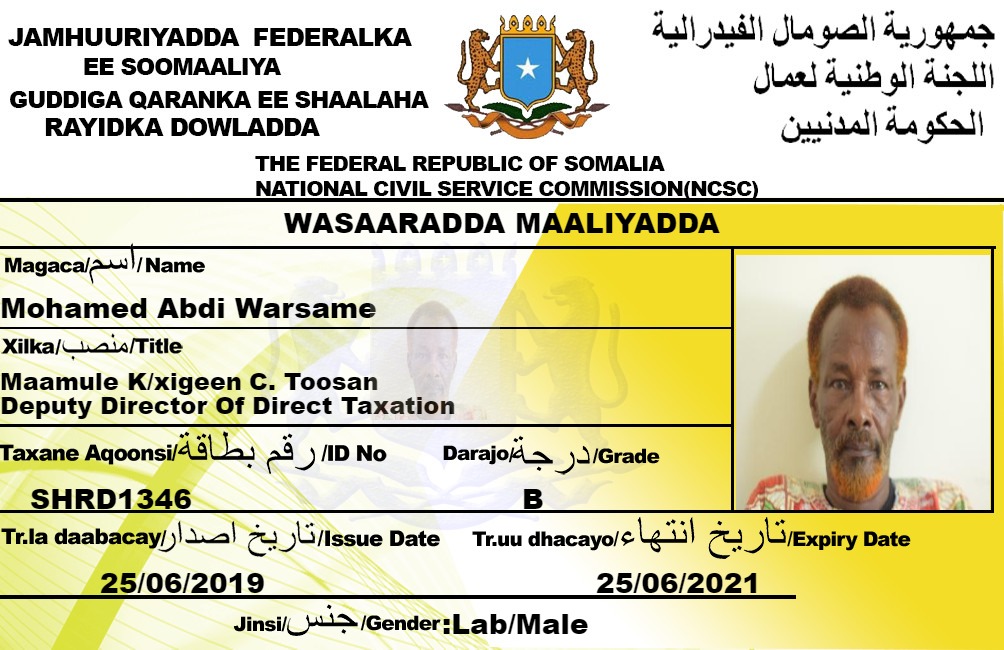 JAMHUURIYADDA FEDERALKA
EE SOOMAALIYA
GUDDIGA QARANKA EE SHAALAHA
RAYIDKA DOWLADDA
جمهورية الصومال الفيدرالية
اللجنة الوطنية لعمال
الحكومة المدنيين
THE FEDERAL REPUBLIC OF SOMALIA
NATIONAL CIVIL SERVICE COMMISSION(NCSC)
WASAARADDA MAALIYADDA
Magaca/اسم/Name
Mohamed Abdi Warsame
Xilka/منصب/Title
Maamule K/xigeen C. Toosan
Deputy Director Of Direct Taxation
Taxane Aqoonsi/رقم بطاقة/ID No
Darajo/درجة/Grade
SHRD1346
B
Tr.la daabacay/تاريخ اصدار/Issue Date
Tr.uu dhacayo/تاريخ انتهاء/Expiry Date
25/06/2019
25/06/2021
Jinsi/جنس/Gender:Lab/Male